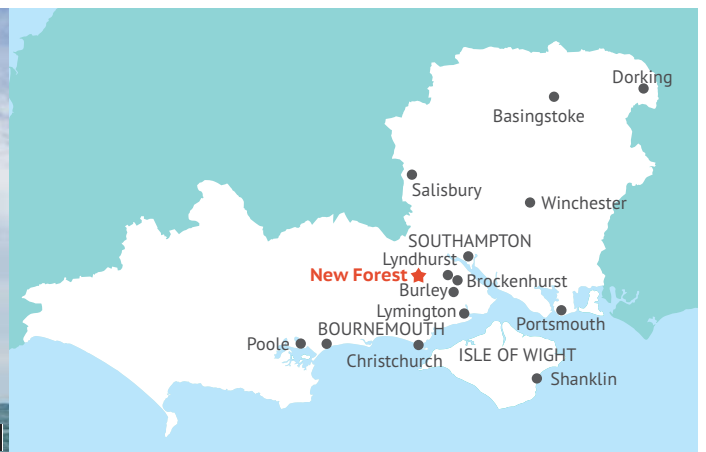 Dorking
Basingstoke
Salisbury
Winchester
SOUTHAMPTON
Lyndhurst
New Forest
Brockenhurst
Burley
Lymington
Portsmouth
BOURNEMOUTH
Poole
Christchurch
ISLE OF WIGHT
Shanklin